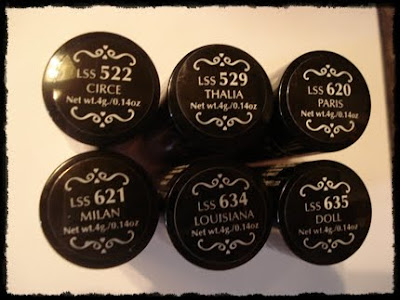 LSS 522
CIRCE
Net wt.4g./0.14oz
LSS 529
THALIA
Net wt.4g./0.14oz
LSS 620
PARIS
Net wt.4g./0.14oz
LSS 621
MILAN
Net wt.4g./0.14oz
LSS 634
LOUISIANA
Net wt.4g./0.14oz
LSS 635
DOLL
Net wt.4g./0.14oz